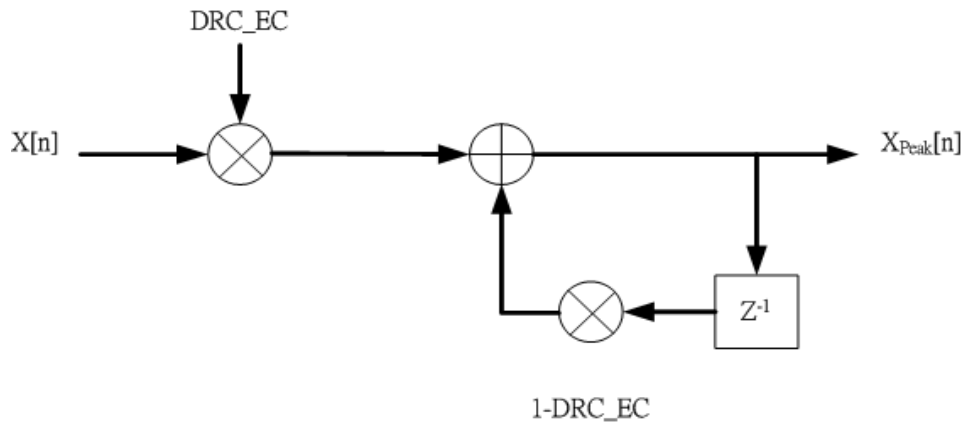 DRC_EC
X[n]
XPeak[n]
Z-1
1-DRC_EC